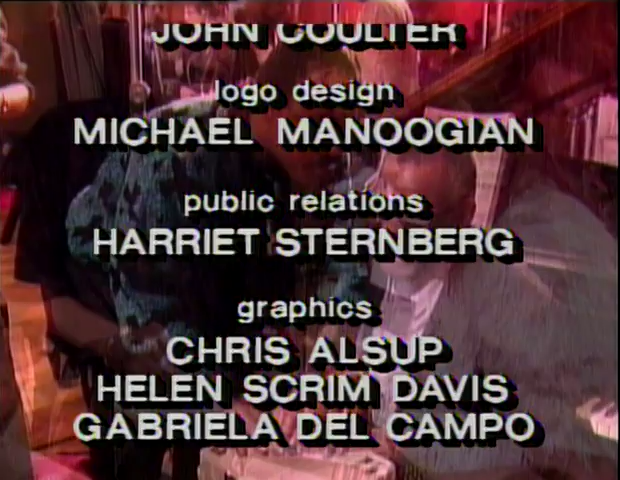 JOHN COULTER
logo design
MICHAEL MANOOGIAN
public relations
HARRIET STERNBERG
graphics
CHRIS ALSUP
HELEN SCRIM DAVIS
GABRIELA DEL CAMPO